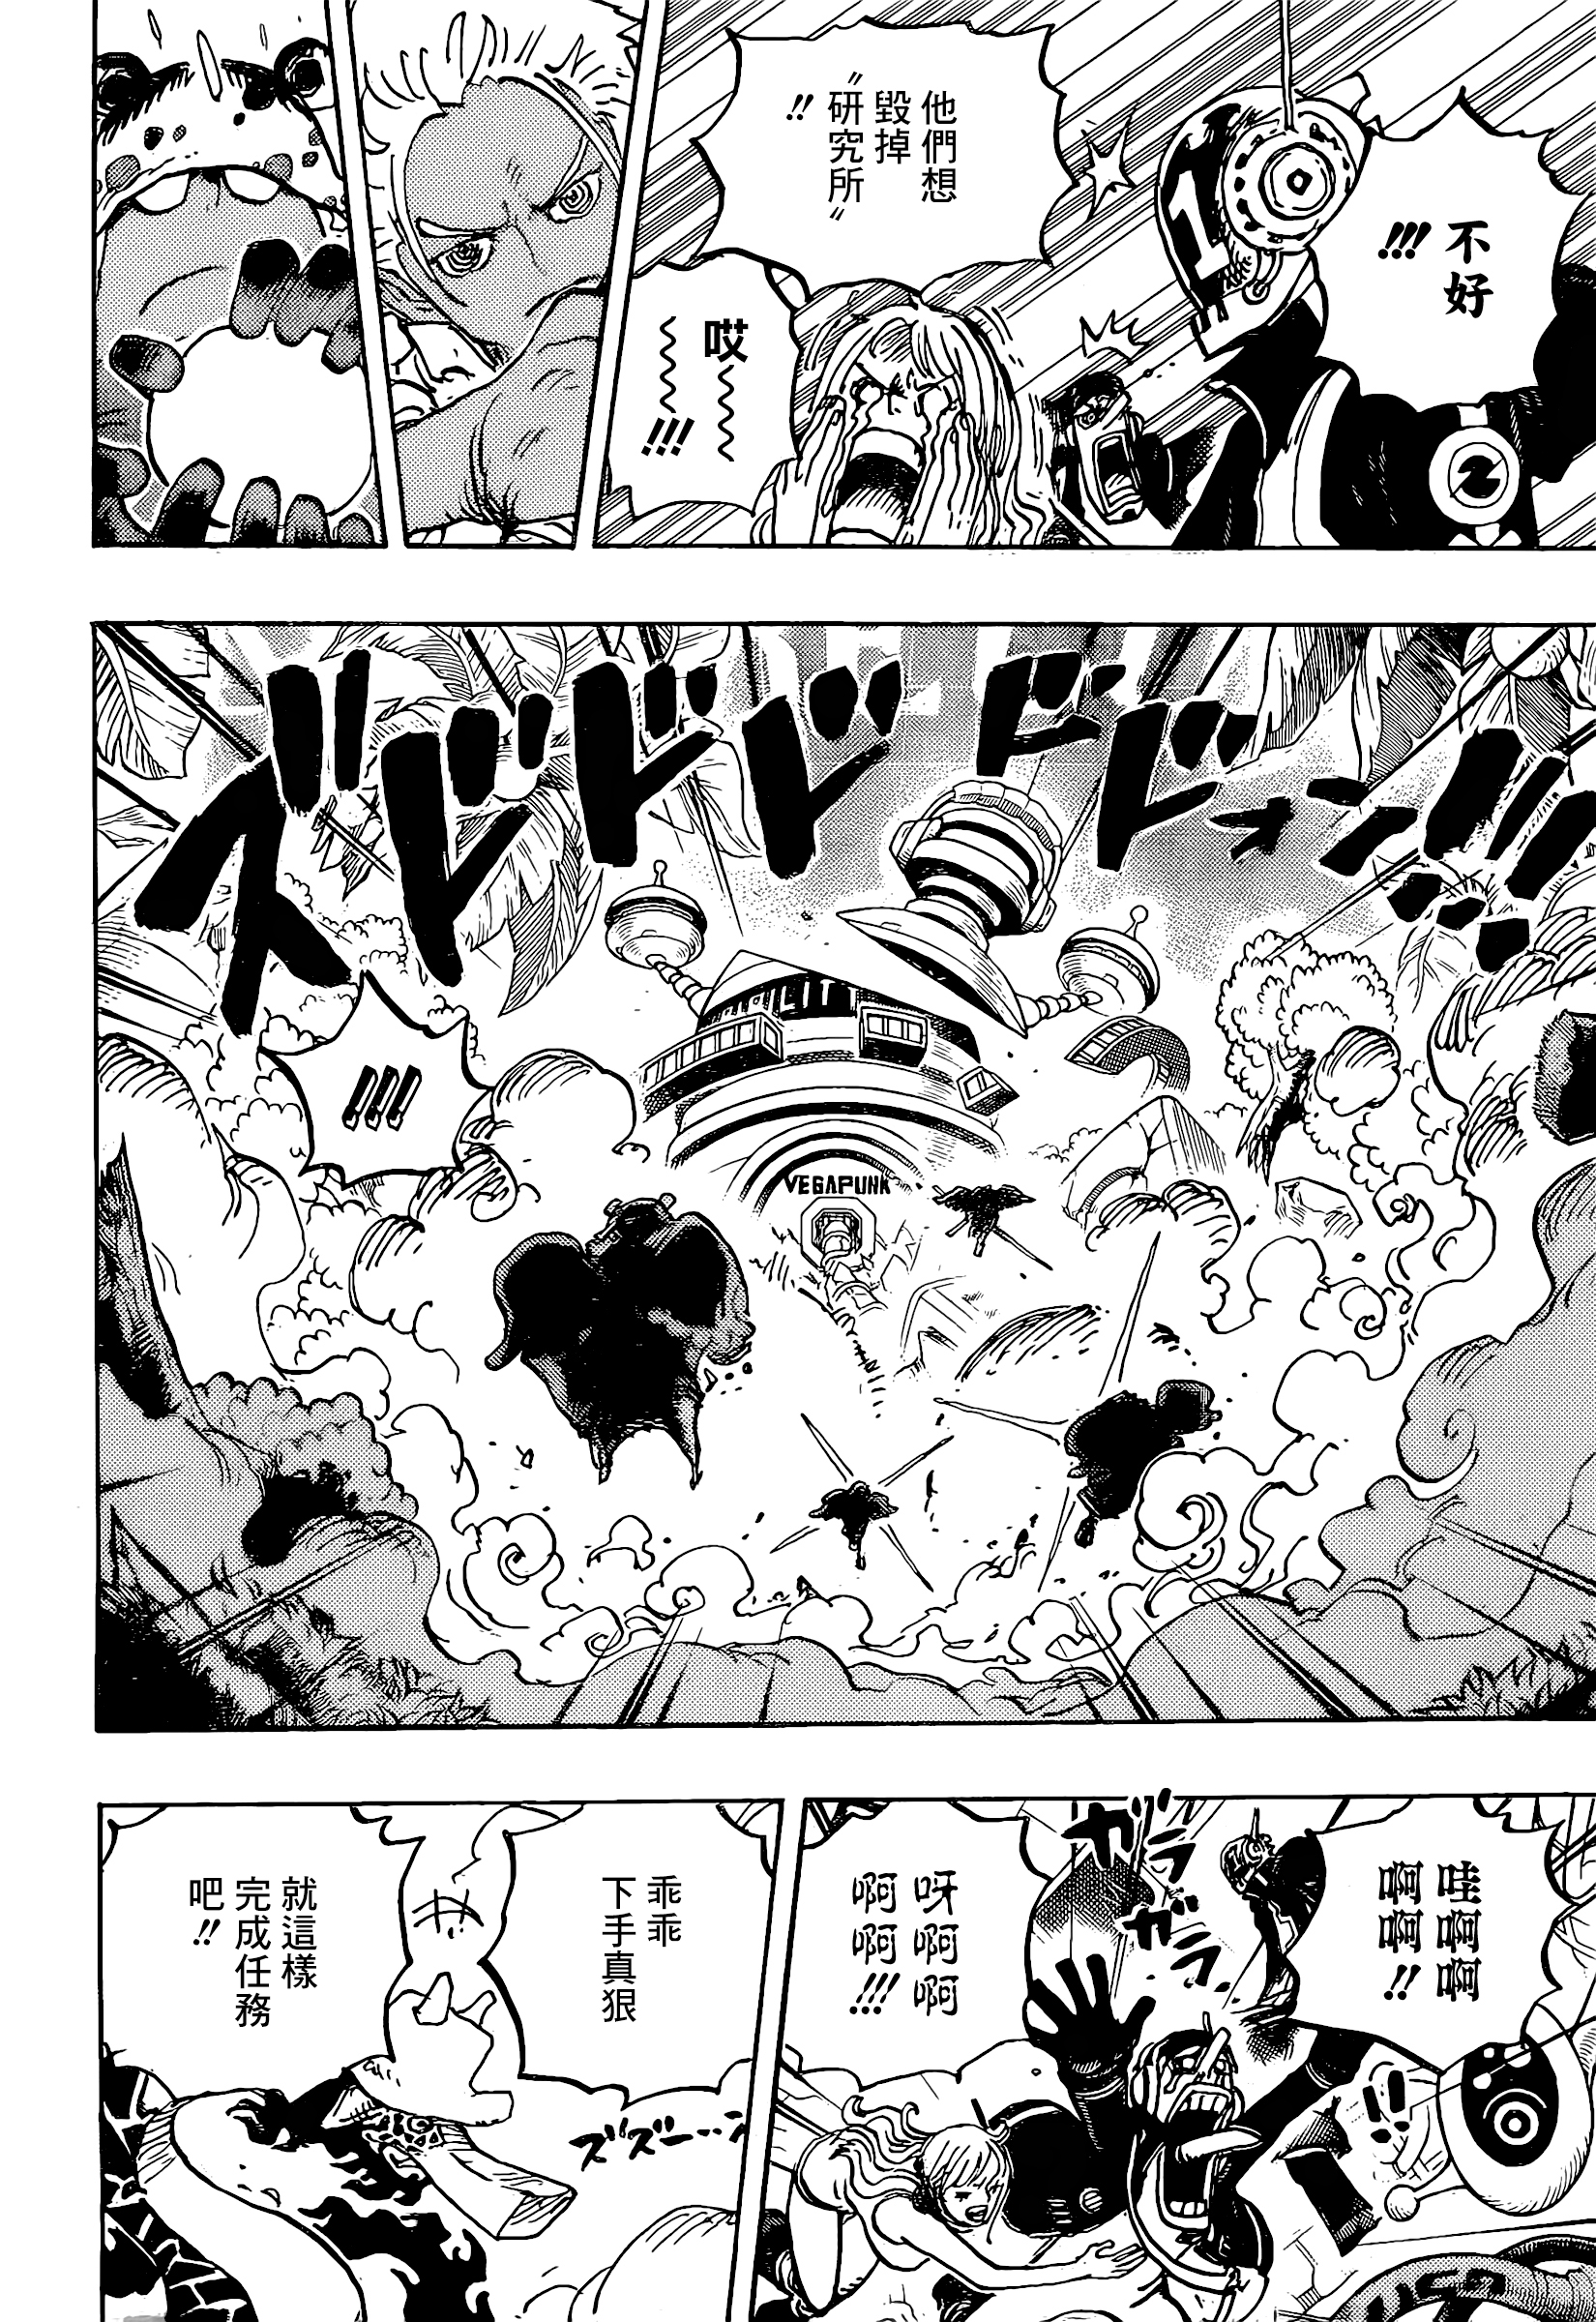 不好
!!!
他們想
毀掉
〝研究所〟
!!
哎
!!!
ズドドドドドォン!!!
!!!!
VEGAPUNK
哇啊啊
啊啊!!
ガラ
ガラ
呀啊啊
啊啊!!!
乖乖
下手真狠
就這樣
完成任務
吧!!
ズズズー…